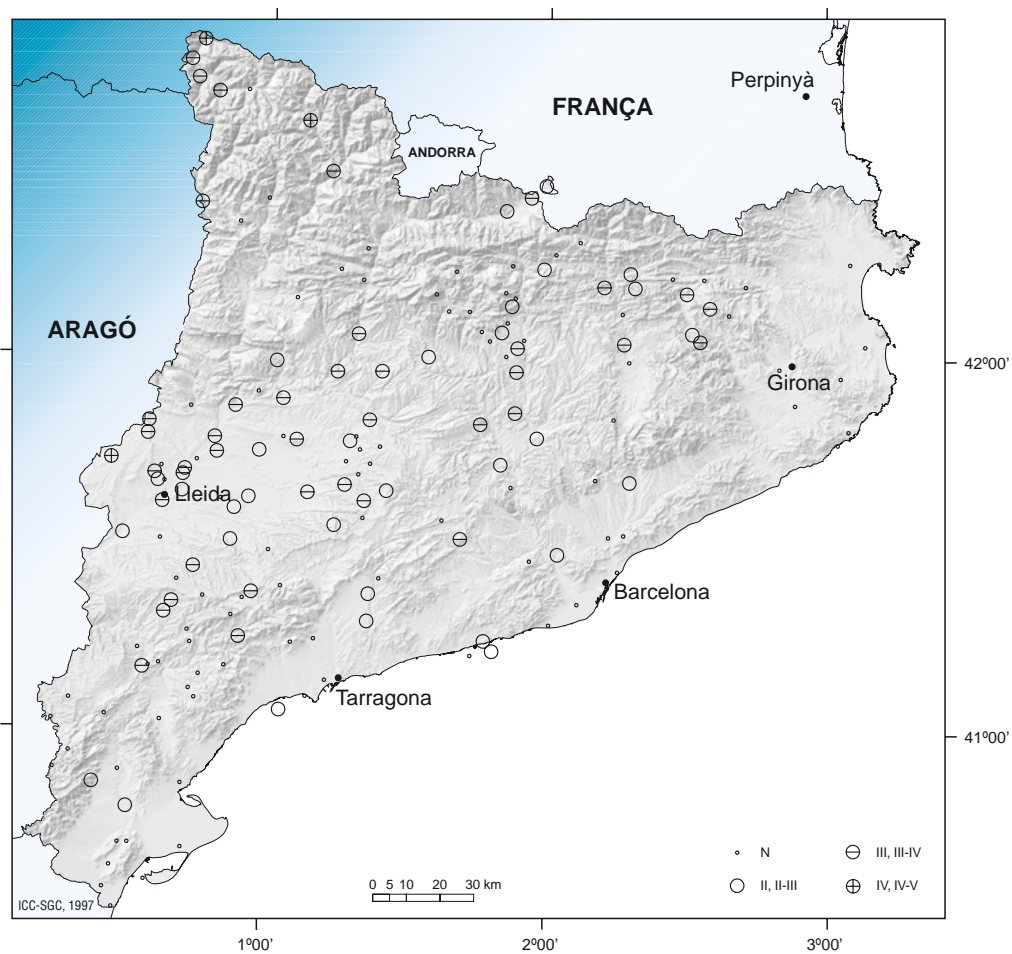 Perpinyà
FRANÇA
ANDORRA
ARAGÓ
42º00'
Girona
Lleida
Barcelona
Tarragona
41º00'
N
III, III-IV
II, II-III
IV, IV-V
0 5 10 20 30 km
ICC-SGC, 1997
1º00' 2º00' 3º00'